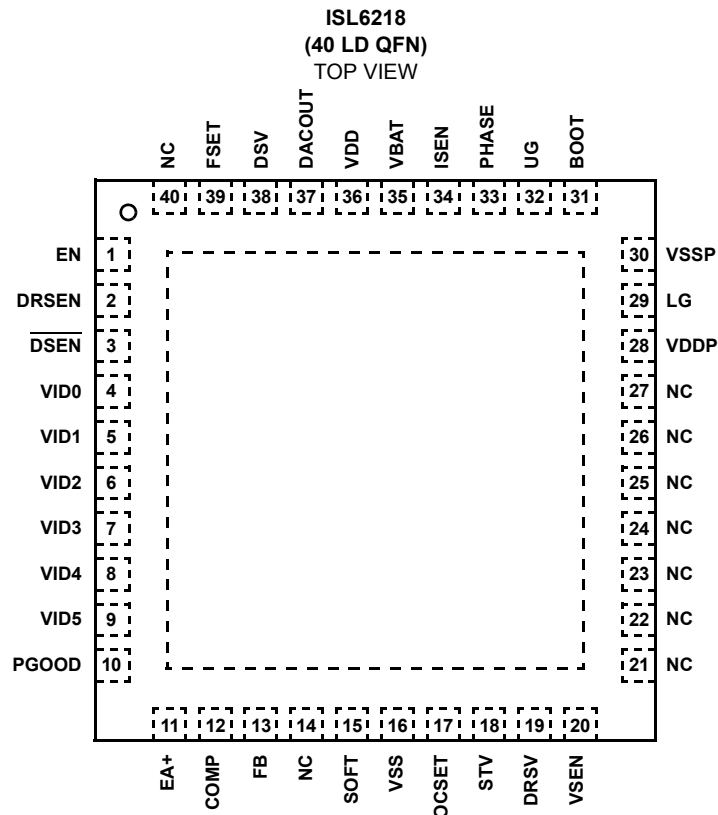 ISL6218
(40 LD QFN)
TOP VIEW
NC FSET DSV DACOUT VDD VBAT ISEN PHASE UG BOOT
40 39 38 37 36 35 34 33 32 31
EN 1 30 VSSP
DRSEN 2 29 LG
DSEN 3 28 VDDP
VID0 4 27 NC
VID1 5 26 NC
VID2 6 25 NC
VID3 7 24 NC
VID4 8 23 NC
VID5 9 22 NC
PGOOD 10 21 NC
11 12 13 14 15 16 17 18 19 20
EA+ COMP FB NC SOFT VSS OCSET STV DRSV VSEN